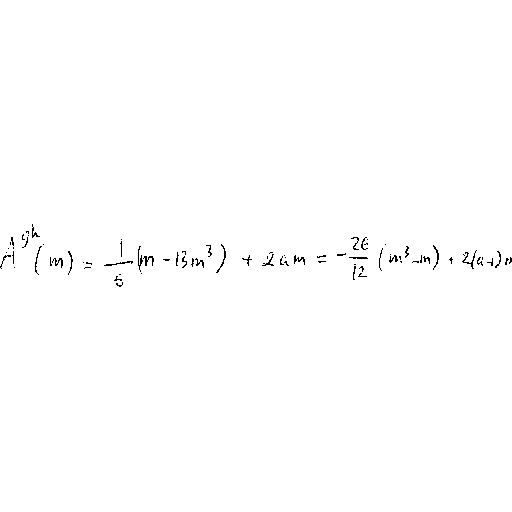 A^{gh}(m) = \frac{1}{6}(m - 13m^3) + 2am = -\frac{26}{12}(m^3 - m) + 2(a-1)m